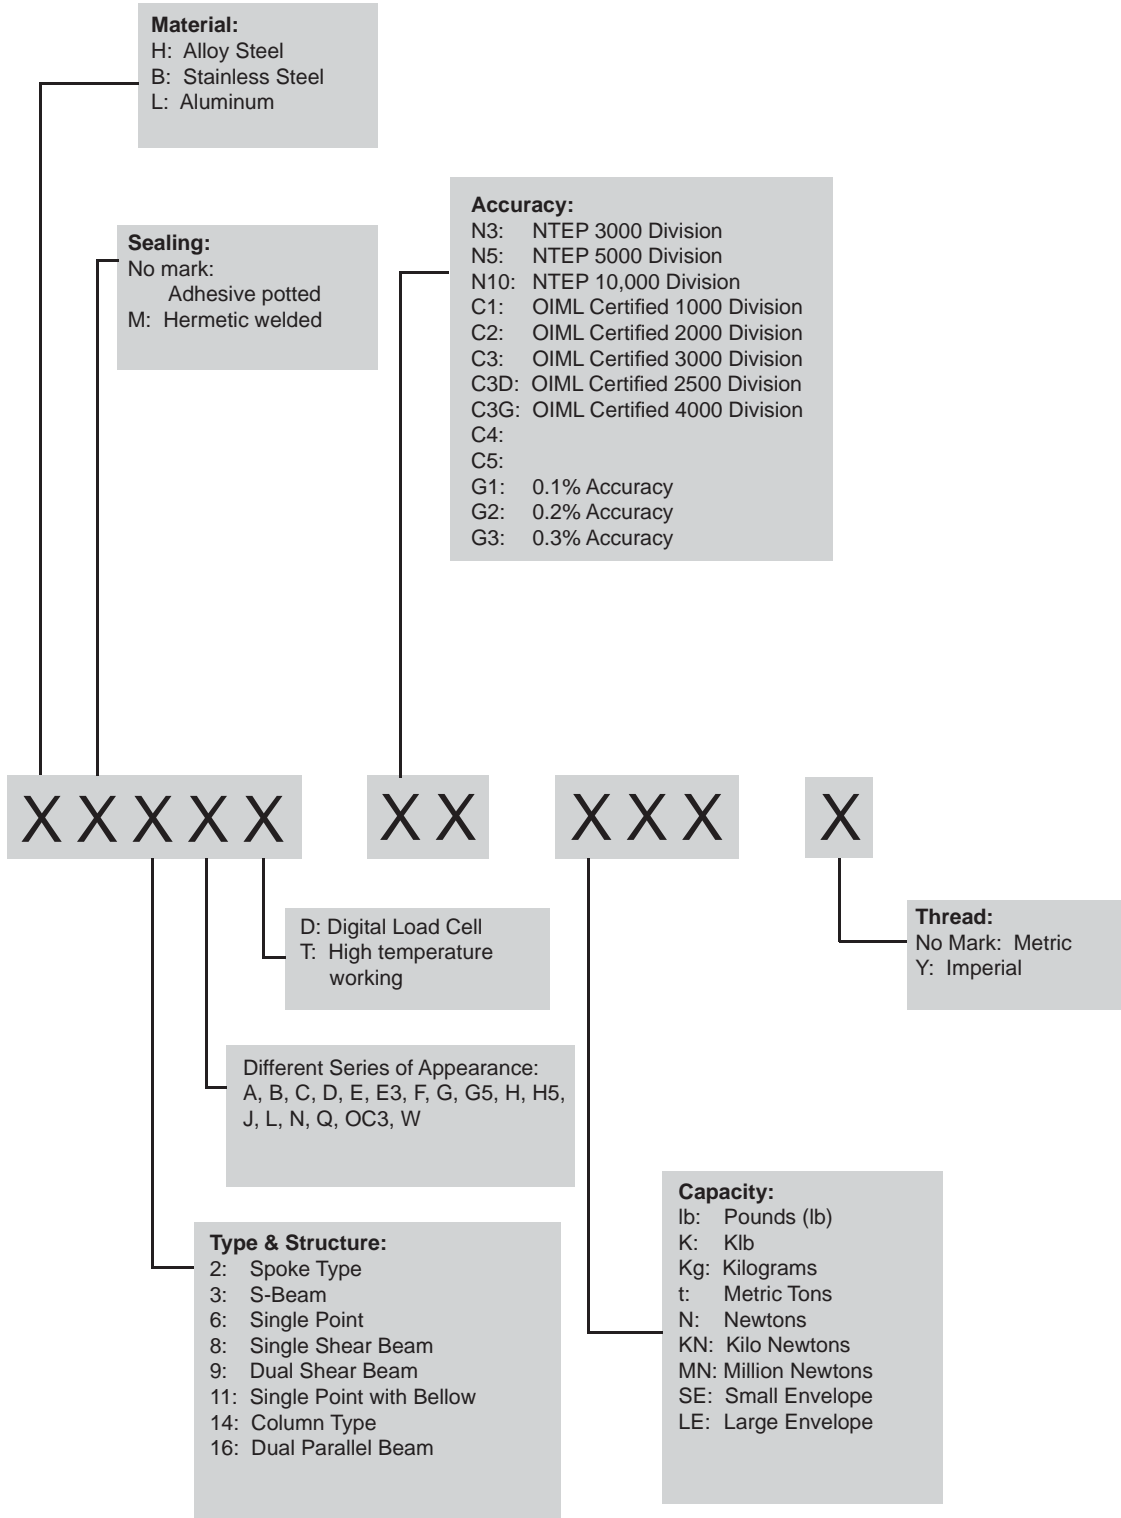 Material:
H: Alloy Steel
B: Stainless Steel
L: Aluminum
Sealing:
No mark:
Adhesive potted
M: Hermetic welded
Accuracy:
N3: NTEP 3000 Division
N5: NTEP 5000 Division
N10: NTEP 10,000 Division
C1: OIML Certified 1000 Division
C2: OIML Certified 2000 Division
C3: OIML Certified 3000 Division
C3D: OIML Certified 2500 Division
C3G: OIML Certified 4000 Division
C4:
C5:
G1: 0.1% Accuracy
G2: 0.2% Accuracy
G3: 0.3% Accuracy
X X X X X X X X X X X
D: Digital Load Cell
T: High temperature
working
Thread:
No Mark: Metric
Y: Imperial
Different Series of Appearance:
A, B, C, D, E, E3, F, G, G5, H, H5,
J, L, N, Q, OC3, W
Type & Structure:
2: Spoke Type
3: S-Beam
6: Single Point
8: Single Shear Beam
9: Dual Shear Beam
11: Single Point with Bellow
14: Column Type
16: Dual Parallel Beam
Capacity:
lb: Pounds (lb)
K: Klb
Kg: Kilograms
t: Metric Tons
N: Newtons
KN: Kilo Newtons
MN: Million Newtons
SE: Small Envelope
LE: Large Envelope